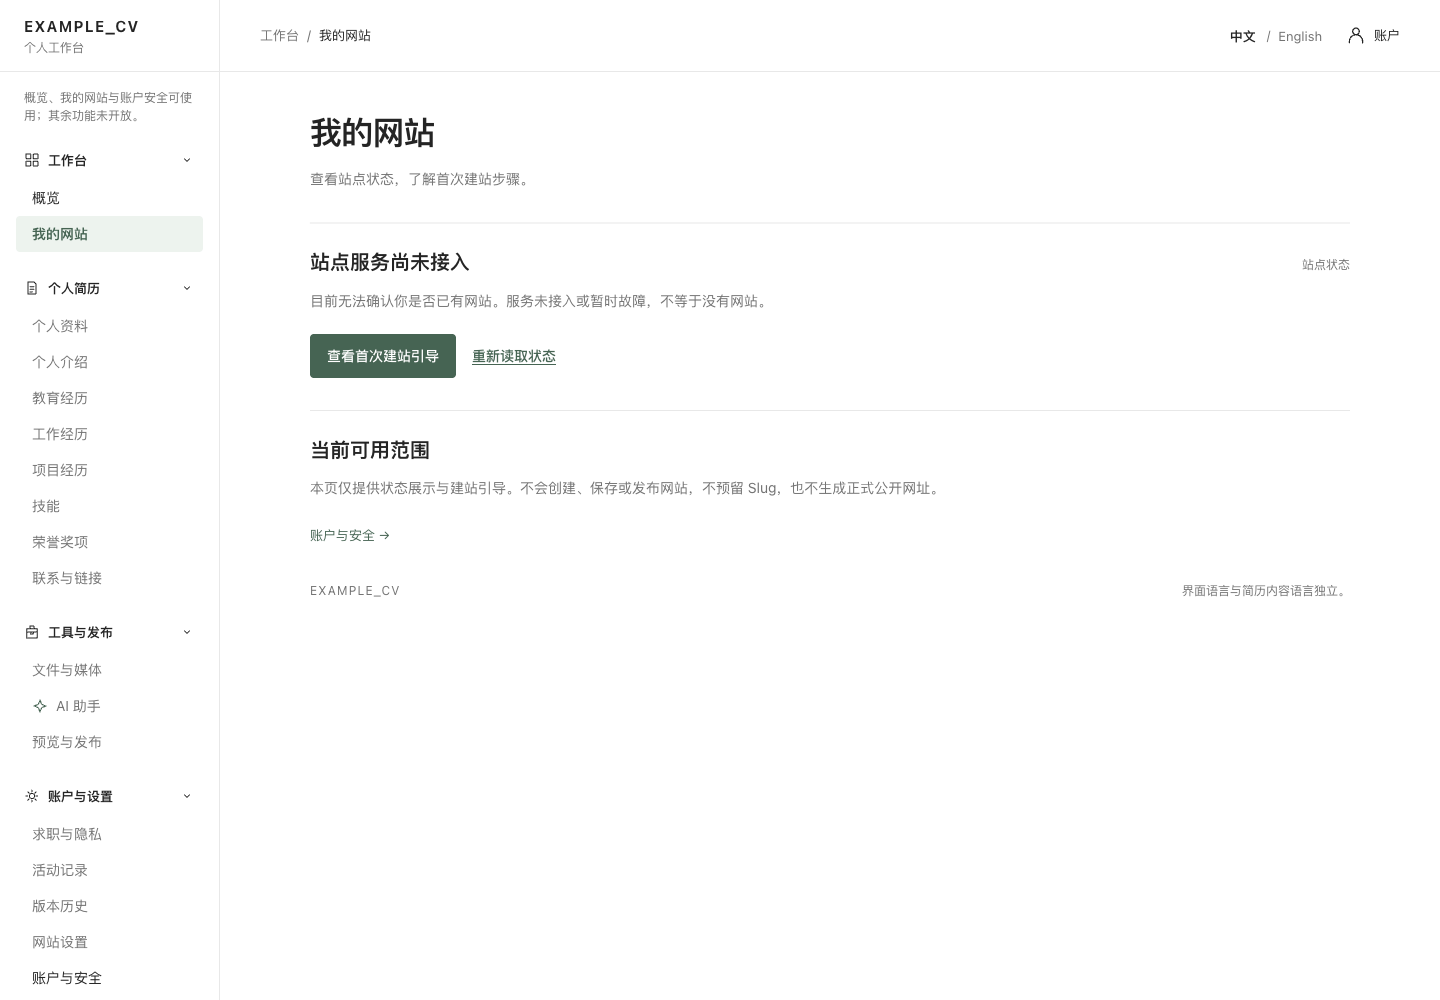 EXAMPLE_CV
个人工作台
工作台 / 我的网站
中文 / English
账户
概览、我的网站与账户安全可使
用；其余功能未开放。
工作台
概览
我的网站
个人简历
个人资料
个人介绍
教育经历
工作经历
项目经历
技能
荣誉奖项
联系与链接
工具与发布
文件与媒体
AI 助手
预览与发布
账户与设置
求职与隐私
活动记录
版本历史
网站设置
账户与安全
我的网站
查看站点状态，了解首次建站步骤。
站点服务尚未接入
站点状态
目前无法确认你是否已有网站。服务未接入或暂时故障，不等于没有网站。
查看首次建站引导
重新读取状态
当前可用范围
本页仅提供状态展示与建站引导。不会创建、保存或发布网站，不预留 Slug，也不生成正式公开网址。
账户与安全 →
EXAMPLE_CV
界面语言与简历内容语言独立。